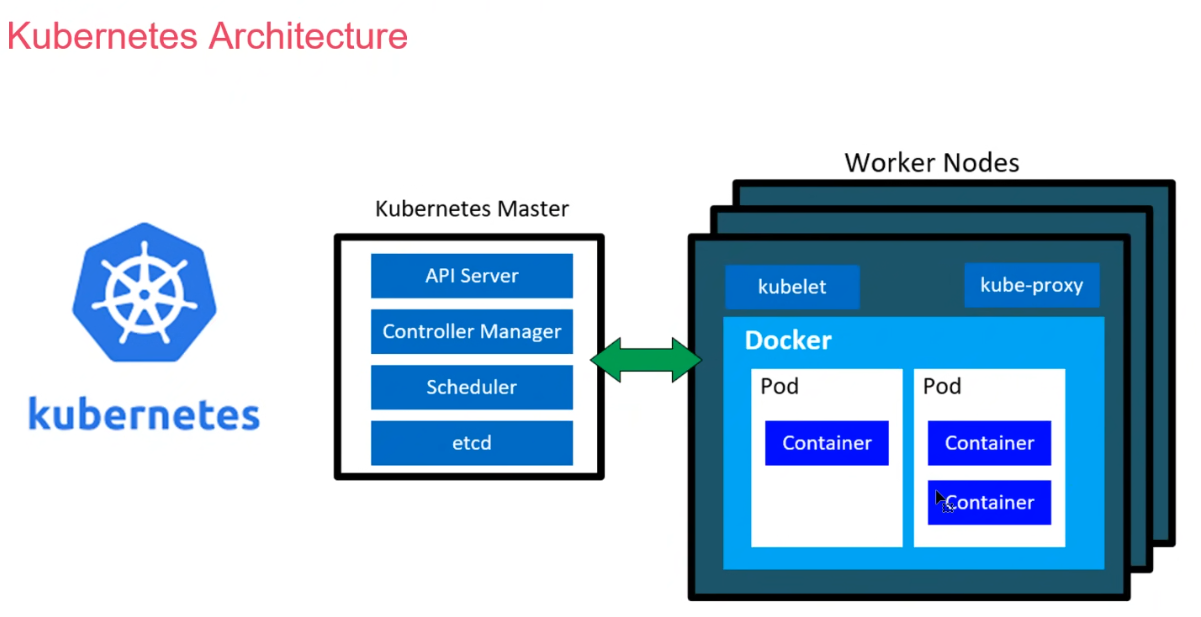 Kubernetes Architecture
kubernetes
Kubernetes Master
API Server
Controller Manager
Scheduler
etcd
Worker Nodes
kubelet
kube-proxy
Docker
Pod
Container
Pod
Container
Container